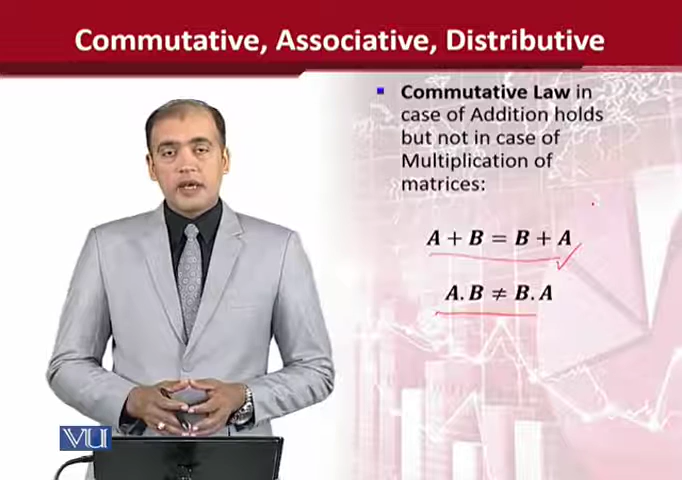 Commutative, Associative, Distributive
▪ Commutative Law in
case of Addition holds
but not in case of
Multiplication of
matrices:
A + B = B + A
A.B ≠ B.A
VU